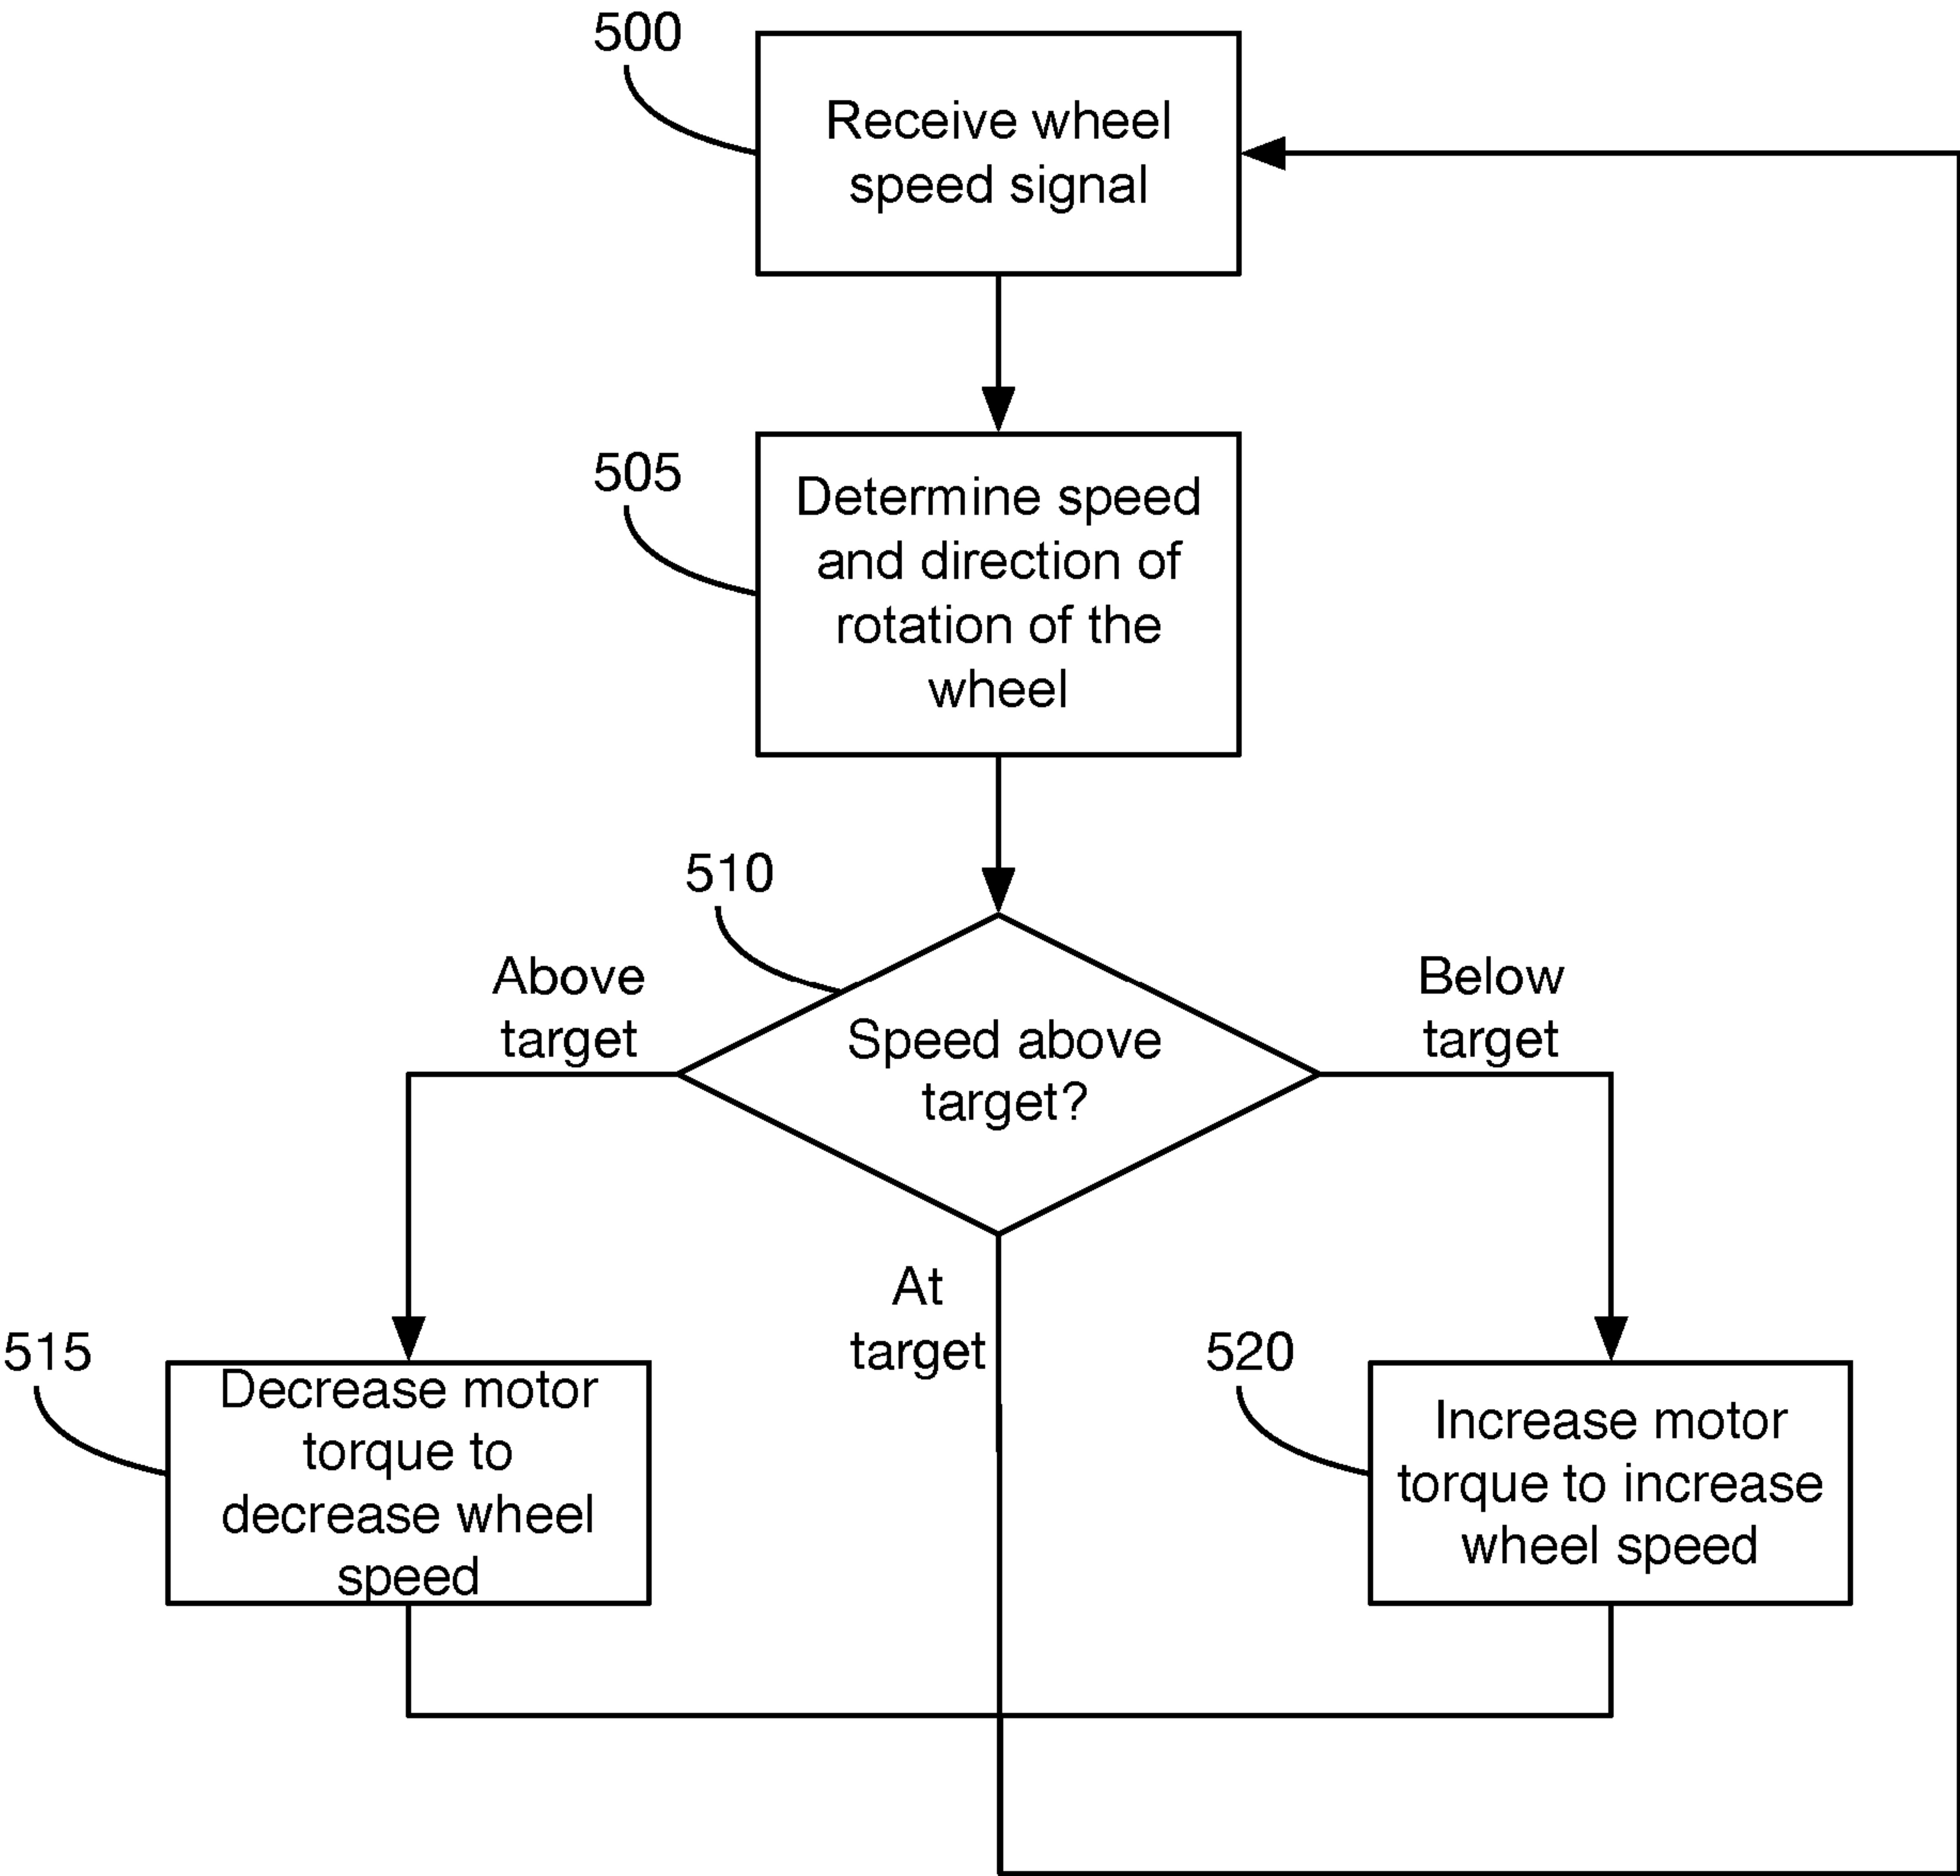 500
Receive wheel
speed signal
505
Determine speed
and direction of
rotation of the
wheel
510
Above
target
Speed above
target?
Below
target
At
target
515
Decrease motor
torque to
decrease wheel
speed
520
Increase motor
torque to increase
wheel speed